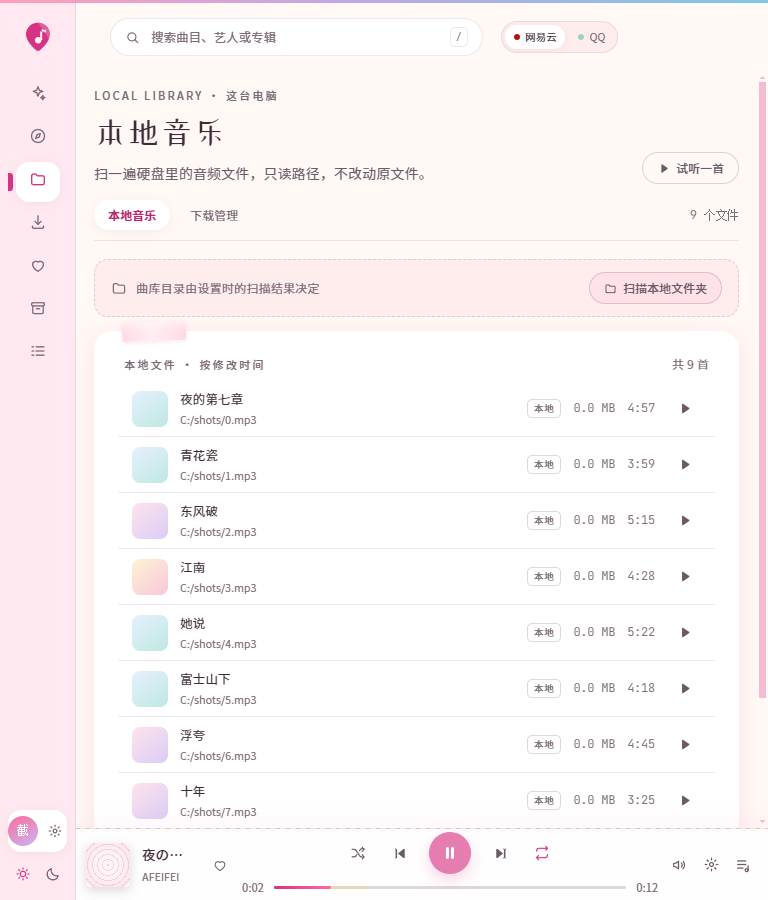 搜索曲目、艺人或专辑 /
网易云 QQ
LOCAL LIBRARY • 这台电脑
本地音乐
扫一遍硬盘里的音频文件，只读路径，不改动原文件。
试听一首
本地音乐 下载管理
9 个文件
曲库目录由设置时的扫描结果决定
扫描本地文件夹
本地文件 • 按修改时间
共 9 首
夜的第七章
C:/shots/0.mp3
本地 0.0 MB 4:57
青花瓷
C:/shots/1.mp3
本地 0.0 MB 3:59
东风破
C:/shots/2.mp3
本地 0.0 MB 5:15
江南
C:/shots/3.mp3
本地 0.0 MB 4:28
她说
C:/shots/4.mp3
本地 0.0 MB 5:22
富士山下
C:/shots/5.mp3
本地 0.0 MB 4:18
浮夸
C:/shots/6.mp3
本地 0.0 MB 4:45
十年
C:/shots/7.mp3
本地 0.0 MB 3:25
截
夜の…
AFEIFEI
0:02
0:12